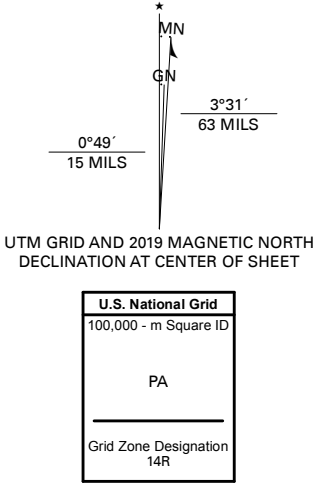 ★
MN
GN
3°31´
63 MILS
0°49´
15 MILS
UTM GRID AND 2019 MAGNETIC NORTH
DECLINATION AT CENTER OF SHEET
U.S. National Grid
100,000 - m Square ID
PA
Grid Zone Designation
14R